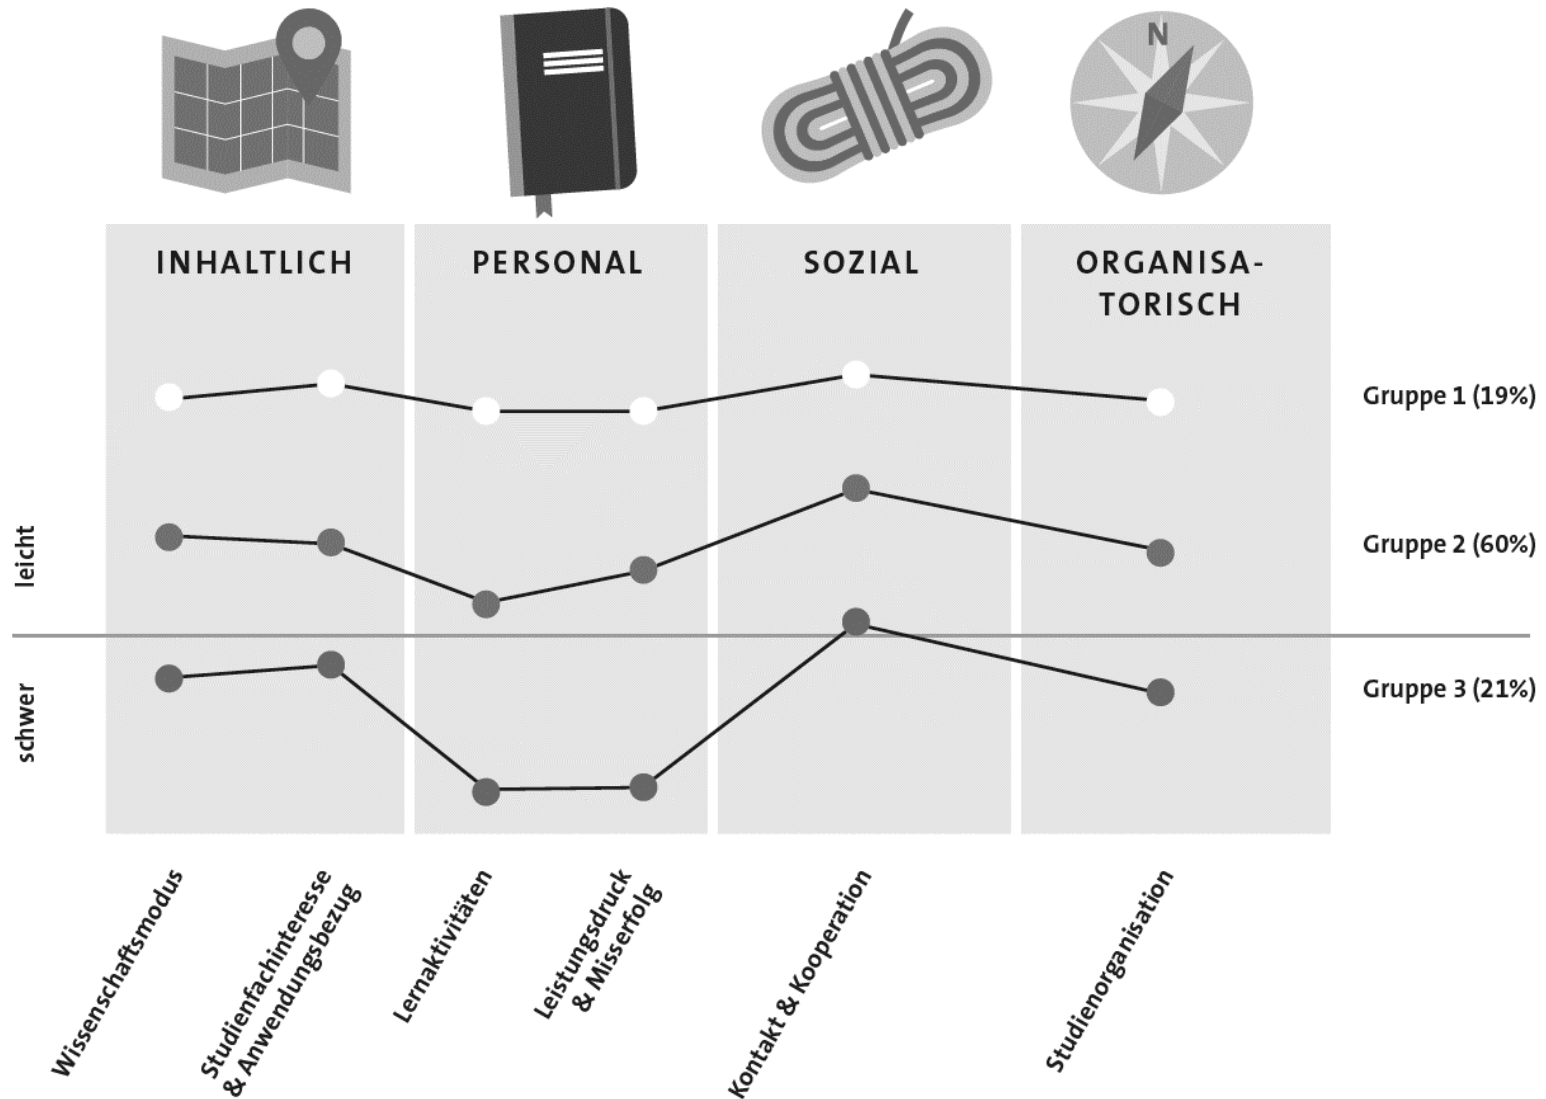 N
INHALTLICH
PERSONAL
SOZIAL
ORGANISA-
TORISCH
Gruppe 1 (19%)
leicht
Gruppe 2 (60%)
schwer
Gruppe 3 (21%)
Wissenschaftsmodus
Studienfachinteresse
& Anwendungsbezug
Lernaktivitäten
Leistungsdruck
& Misserfolg
Kontakt & Kooperation
Studienorganisation